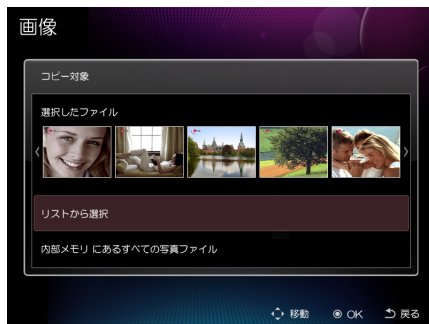 画像
コピー対象
選択したファイル
リストから選択
内部メモリ にあるすべての写真ファイル
移動 OK 戻る